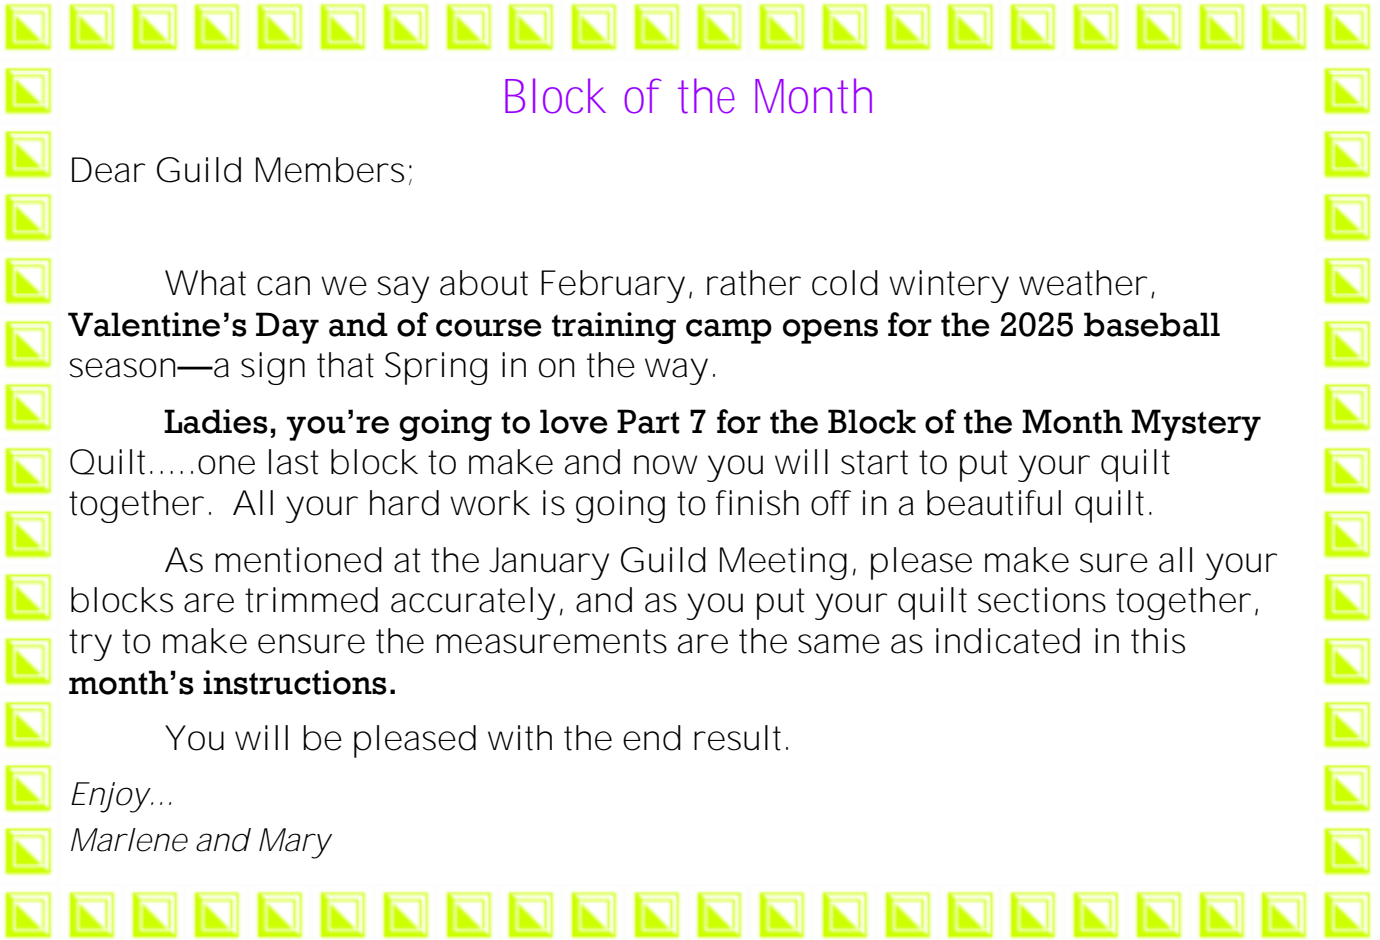 Block of the Month
Dear Guild Members;
What can we say about February, rather cold wintery weather,
Valentine’s Day and of course training camp opens for the 2025 baseball
season—a sign that Spring in on the way.
Ladies, you’re going to love Part 7 for the Block of the Month Mystery
Quilt.....one last block to make and now you will start to put your quilt
together.  All your hard work is going to finish off in a beautiful quilt.
As mentioned at the January Guild Meeting, please make sure all your
blocks are trimmed accurately, and as you put your quilt sections together,
try to make ensure the measurements are the same as indicated in this
month’s instructions.
You will be pleased with the end result.
Enjoy...
Marlene and Mary